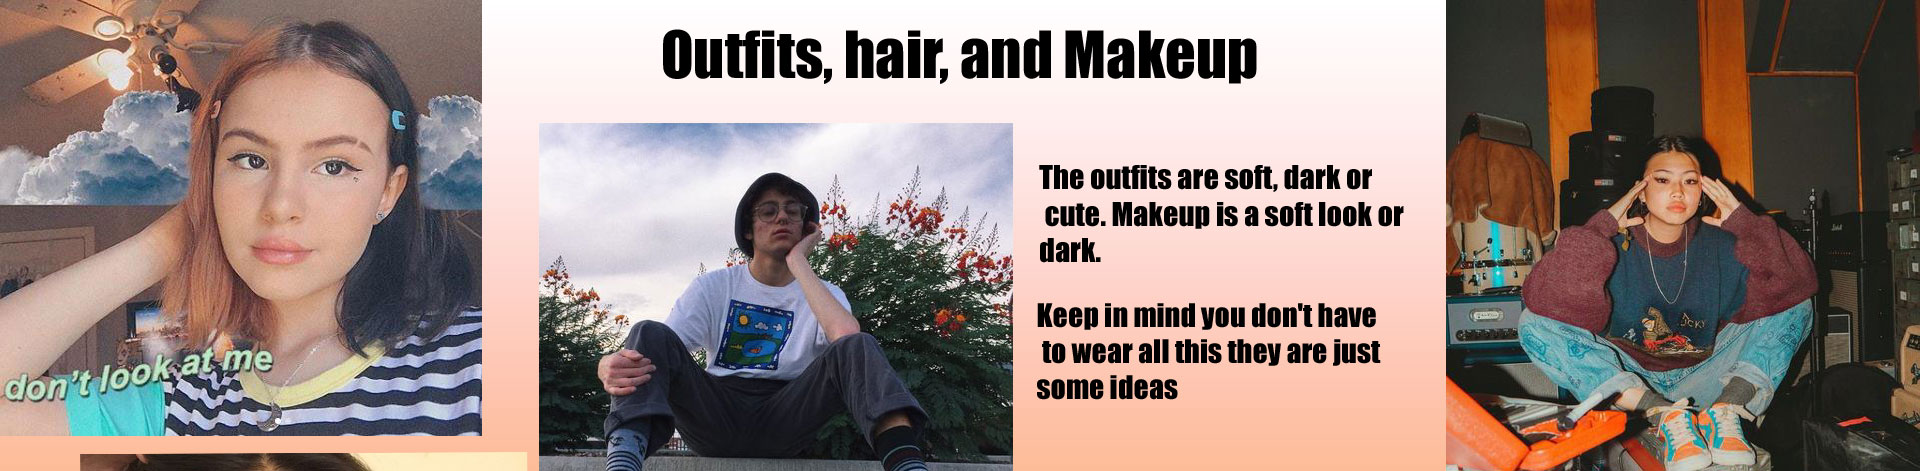 Outfits, hair, and Makeup
The outfits are soft, dark or
cute. Makeup is a soft look or
dark.
Keep in mind you don't have
to wear all this they are just
some ideas
don't look at me